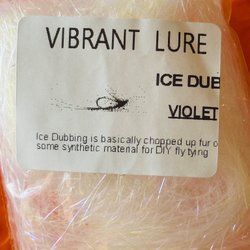 VIBRANT LURE
ICE DUB
VIOLET
Ice Dubbing is basically chopped up fur o
some synthetic material for DIY fly tying